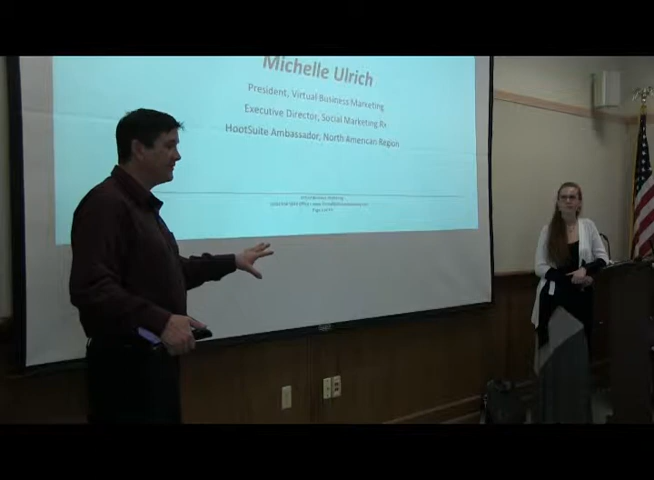 Michelle Ulrich
President, Virtual Business Marketing
Executive Director, Social Marketing Rx
HootSuite Ambassador, North American Region